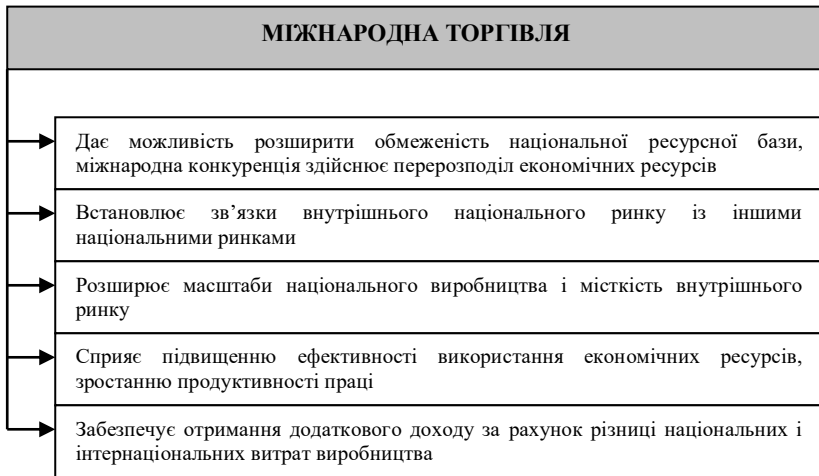 МІЖНАРОДНА ТОРГІВЛЯ
Дає можливість розширити обмеженість національної ресурсної бази,
міжнародна конкуренція здійснює перерозподіл економічних ресурсів
Встановлює зв’язки внутрішнього національного ринку із іншими
національними ринками
Розширює масштаби національного виробництва і місткість внутрішнього
ринку
Сприяє підвищенню ефективності використання економічних ресурсів,
зростанню продуктивності праці
Забезпечує отримання додаткового доходу за рахунок різниці національних і
інтернаціональних витрат виробництва